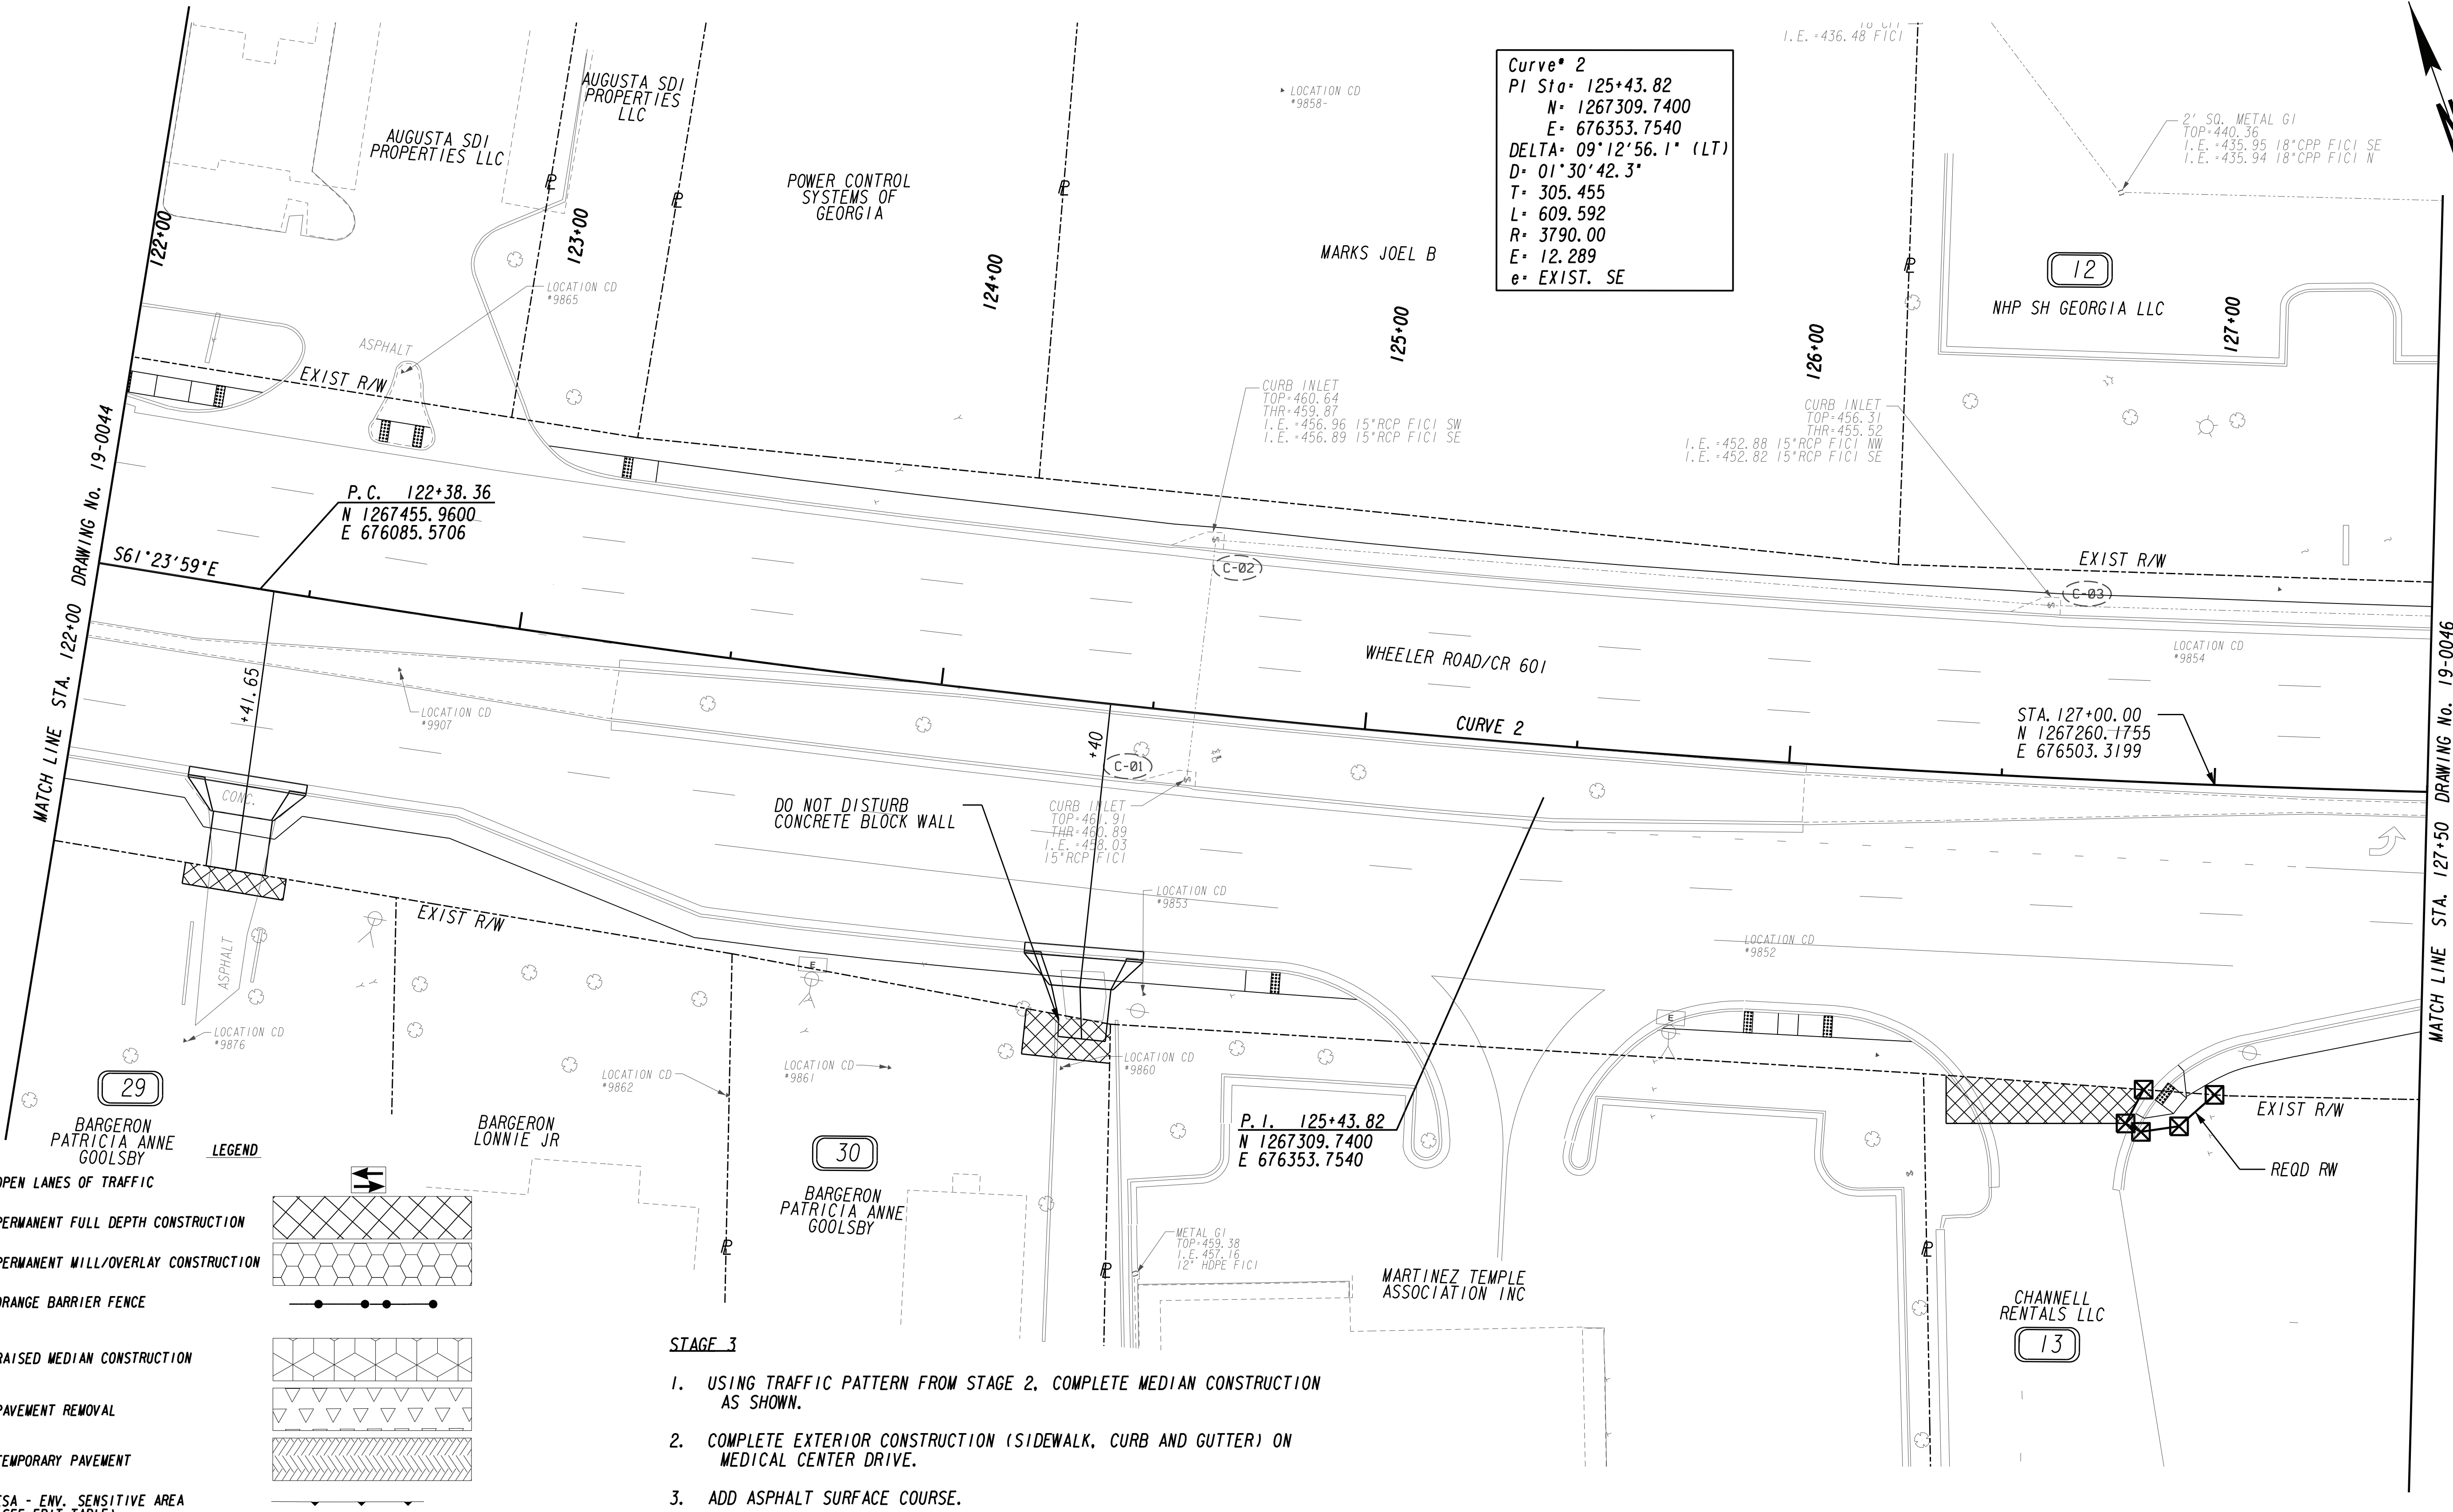 AUGUSTA SDI
PROPERTIES LLC
AUGUSTA SDI
PROPERTIES
LLC
POWER CONTROL
SYSTEMS OF
GEORGIA
LOCATION CD
#9858-
MARKS JOEL B
Curve# 2
PI Sta= 125+43.82
N= 1267309.7400
E= 676353.7540
DELTA= 09°12'56.1" (LT)
D= 01°30'42.3"
T= 305.455
L= 609.592
R= 3790.00
E= 12.289
e= EXIST. SE
I.E.=436.48 FICI
2' SQ. METAL GI
TOP=440.36
I.E.=435.95 18"CPP FICI SE
I.E.=435.94 18"CPP FICI N
12
NHP SH GEORGIA LLC
122+00
123+00
124+00
125+00
126+00
127+00
LOCATION CD
#9865
ASPHALT
EXIST R/W
CURB INLET
TOP=460.64
THR=459.87
I.E.=456.96 15"RCP FICI SW
I.E.=456.89 15"RCP FICI SE
CURB INLET
TOP=456.31
THR=455.52
I.E.=452.88 15"RCP FICI NW
I.E.=452.82 15"RCP FICI SE
MATCH LINE STA. 122+00 DRAWING No. 19-0044
P.C. 122+38.36
N 1267455.9600
E 676085.5706
S61°23'59"E
C-02
C-03
EXIST R/W
WHEELER ROAD/CR 601
LOCATION CD
#9854
+41.65
LOCATION CD
#9907
CURVE 2
+40
C-01
STA. 127+00.00
N 1267260.1755
E 676503.3199
MATCH LINE STA. 127+50 DRAWING No. 19-0046
CONC.
DO NOT DISTURB
CONCRETE BLOCK WALL
CURB INLET
TOP=461.91
THR=460.89
I.E.=458.03
15"RCP FICI
LOCATION CD
#9853
LOCATION CD
#9852
EXIST R/W
ASPHALT
E
E
LOCATION CD
#9876
LOCATION CD
#9862
LOCATION CD
#9861
LOCATION CD
#9860
29
BARGERON
PATRICIA ANNE
GOOLSBY
BARGERON
LONNIE JR
30
BARGERON
PATRICIA ANNE
GOOLSBY
P.I. 125+43.82
N 1267309.7400
E 676353.7540
EXIST R/W
REQD RW
METAL GI
TOP=459.38
I.E.457.16
12" HDPE FICI
MARTINEZ TEMPLE
ASSOCIATION INC
CHANNELL
RENTALS LLC
13
LEGEND
OPEN LANES OF TRAFFIC
PERMANENT FULL DEPTH CONSTRUCTION
PERMANENT MILL/OVERLAY CONSTRUCTION
ORANGE BARRIER FENCE
RAISED MEDIAN CONSTRUCTION
PAVEMENT REMOVAL
TEMPORARY PAVEMENT
ESA - ENV. SENSITIVE AREA
STAGE 3
1. USING TRAFFIC PATTERN FROM STAGE 2, COMPLETE MEDIAN CONSTRUCTION
AS SHOWN.
2. COMPLETE EXTERIOR CONSTRUCTION (SIDEWALK, CURB AND GUTTER) ON
MEDICAL CENTER DRIVE.
3. ADD ASPHALT SURFACE COURSE.